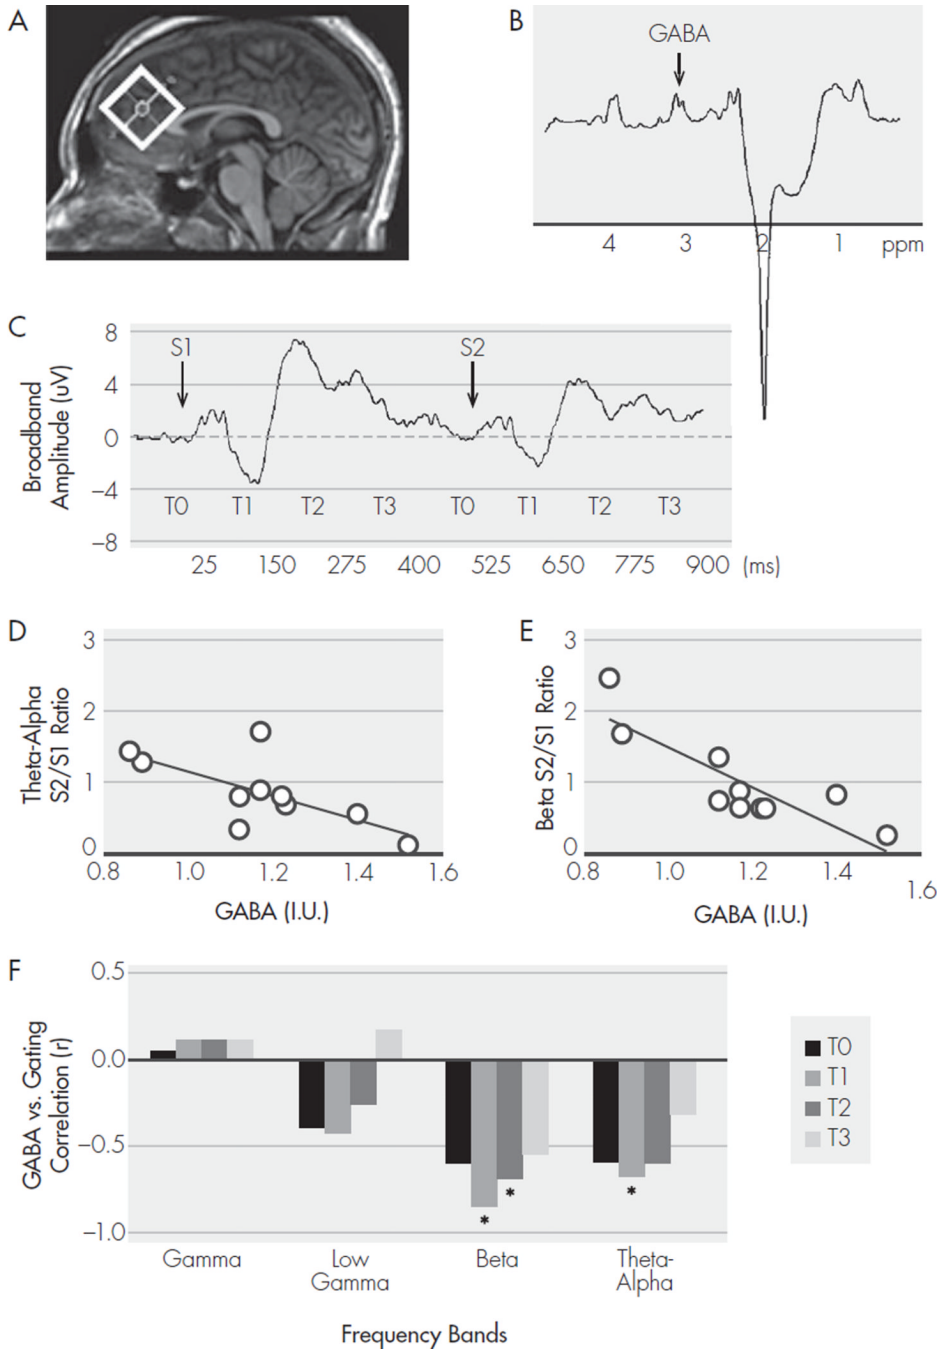 A
B
GABA
4 3 2 1 ppm
C
Broadband
Amplitude (uV)
8
4
0
−4
−8
S1
S2
T0 T1 T2 T3 T0 T1 T2 T3
25 150 275 400 525 650 775 900 (ms)
D
Theta-Alpha
S2/S1 Ratio
3
2
1
0
0.8 1.0 1.2 1.4 1.6
GABA (I.U.)
E
Beta S2/S1 Ratio
3
2
1
0
0.8 1.0 1.2 1.4 1.6
GABA (I.U.)
F
GABA vs. Gating
Correlation (r)
0.5
0.0
−0.5
−1.0
* * *
Gamma
Low
Gamma
Beta
Theta-
Alpha
Frequency Bands
T0
T1
T2
T3